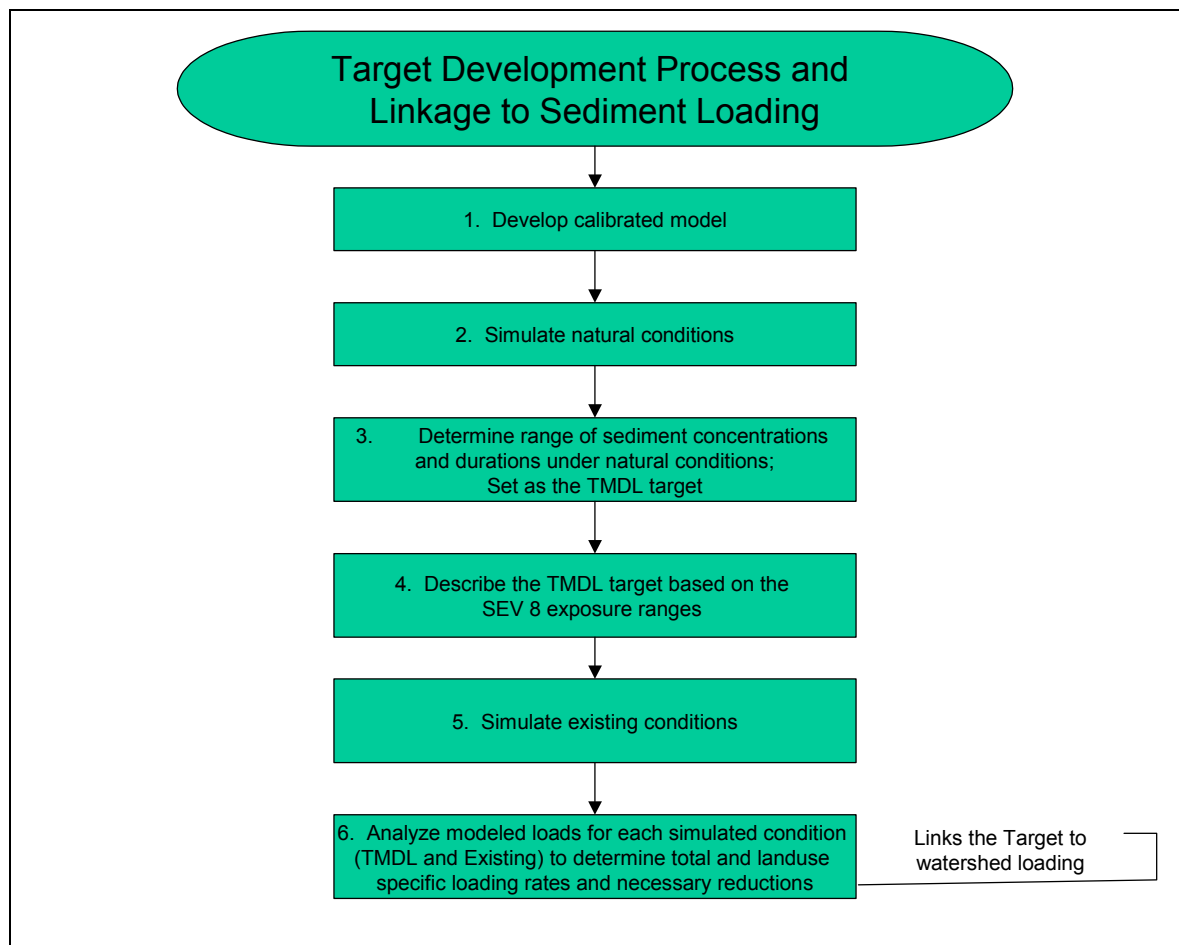 Target Development Process and
Linkage to Sediment Loading
1. Develop calibrated model
2. Simulate natural conditions
3. Determine range of sediment concentrations
and durations under natural conditions;
Set as the TMDL target
4. Describe the TMDL target based on the
SEV 8 exposure ranges
5. Simulate existing conditions
6. Analyze modeled loads for each simulated condition
(TMDL and Existing) to determine total and landuse
specific loading rates and necessary reductions
Links the Target to
watershed loading